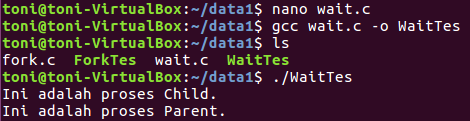 toni@toni-VirtualBox:~/data1$ nano wait.c
toni@toni-VirtualBox:~/data1$ gcc wait.c -o WaitTes
toni@toni-VirtualBox:~/data1$ ls
fork.c  ForkTes  wait.c  WaitTes
toni@toni-VirtualBox:~/data1$ ./WaitTes
Ini adalah proses Child.
Ini adalah proses Parent.